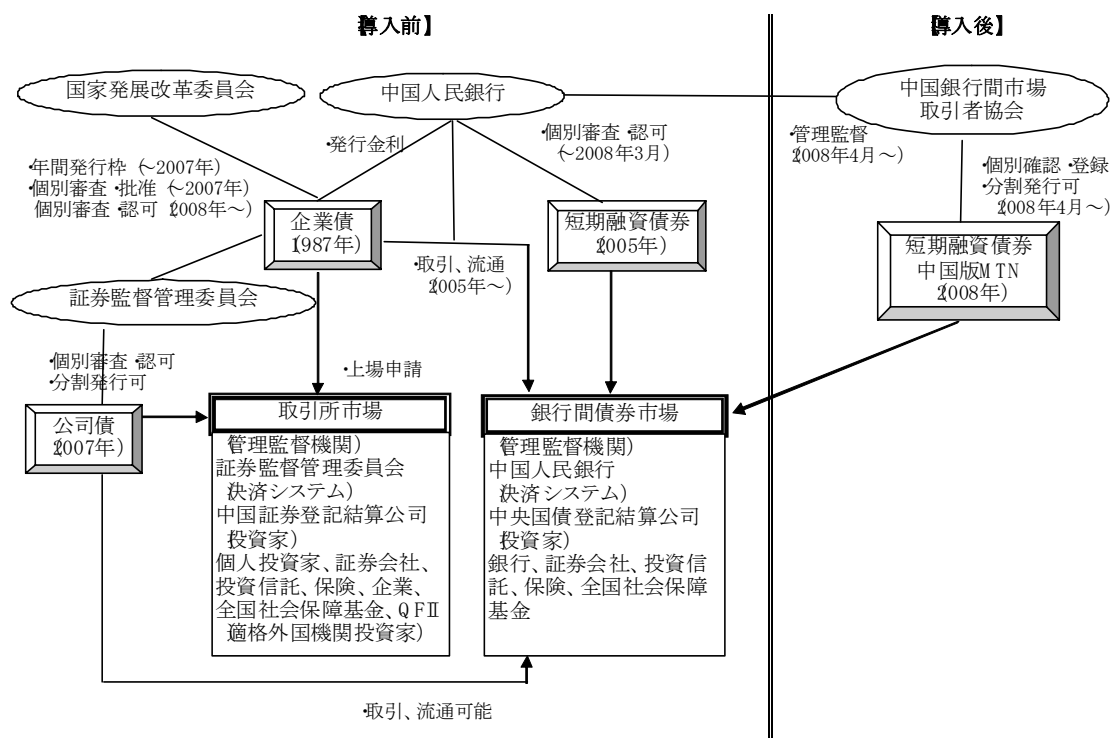 【導入前】
【導入後】
国家発展改革委員会
中国人民銀行
中国銀行間市場
取引者協会
・発行金利
・個別審査・認可
(~2008年3月)
・管理監督
(2008年4月~)
・年間発行枠(~2007年)
・個別審査・批准(~2007年)
個別審査・認可(2008年~)
・個別確認・登録
・分割発行可
(2008年4月~)
企業債
(1987年)
短期融資債券
(2005年)
短期融資債券
中国版MTN
(2008年)
・取引、流通
(2005年~)
証券監督管理委員会
・個別審査・認可
・分割発行可
・上場申請
公司債
(2007年)
取引所市場
(管理監督機関)
証券監督管理委員会
(決済システム)
中国証券登記結算公司
(投資家)
個人投資家、証券会社、
投資信託、保険、企業、
全国社会保障基金、QFII
(適格外国機関投資家)
銀行間債券市場
(管理監督機関)
中国人民銀行
(決済システム)
中央国債登記結算公司
(投資家)
銀行、証券会社、投資信
託、保険、全国社会保障
基金
・取引、流通可能